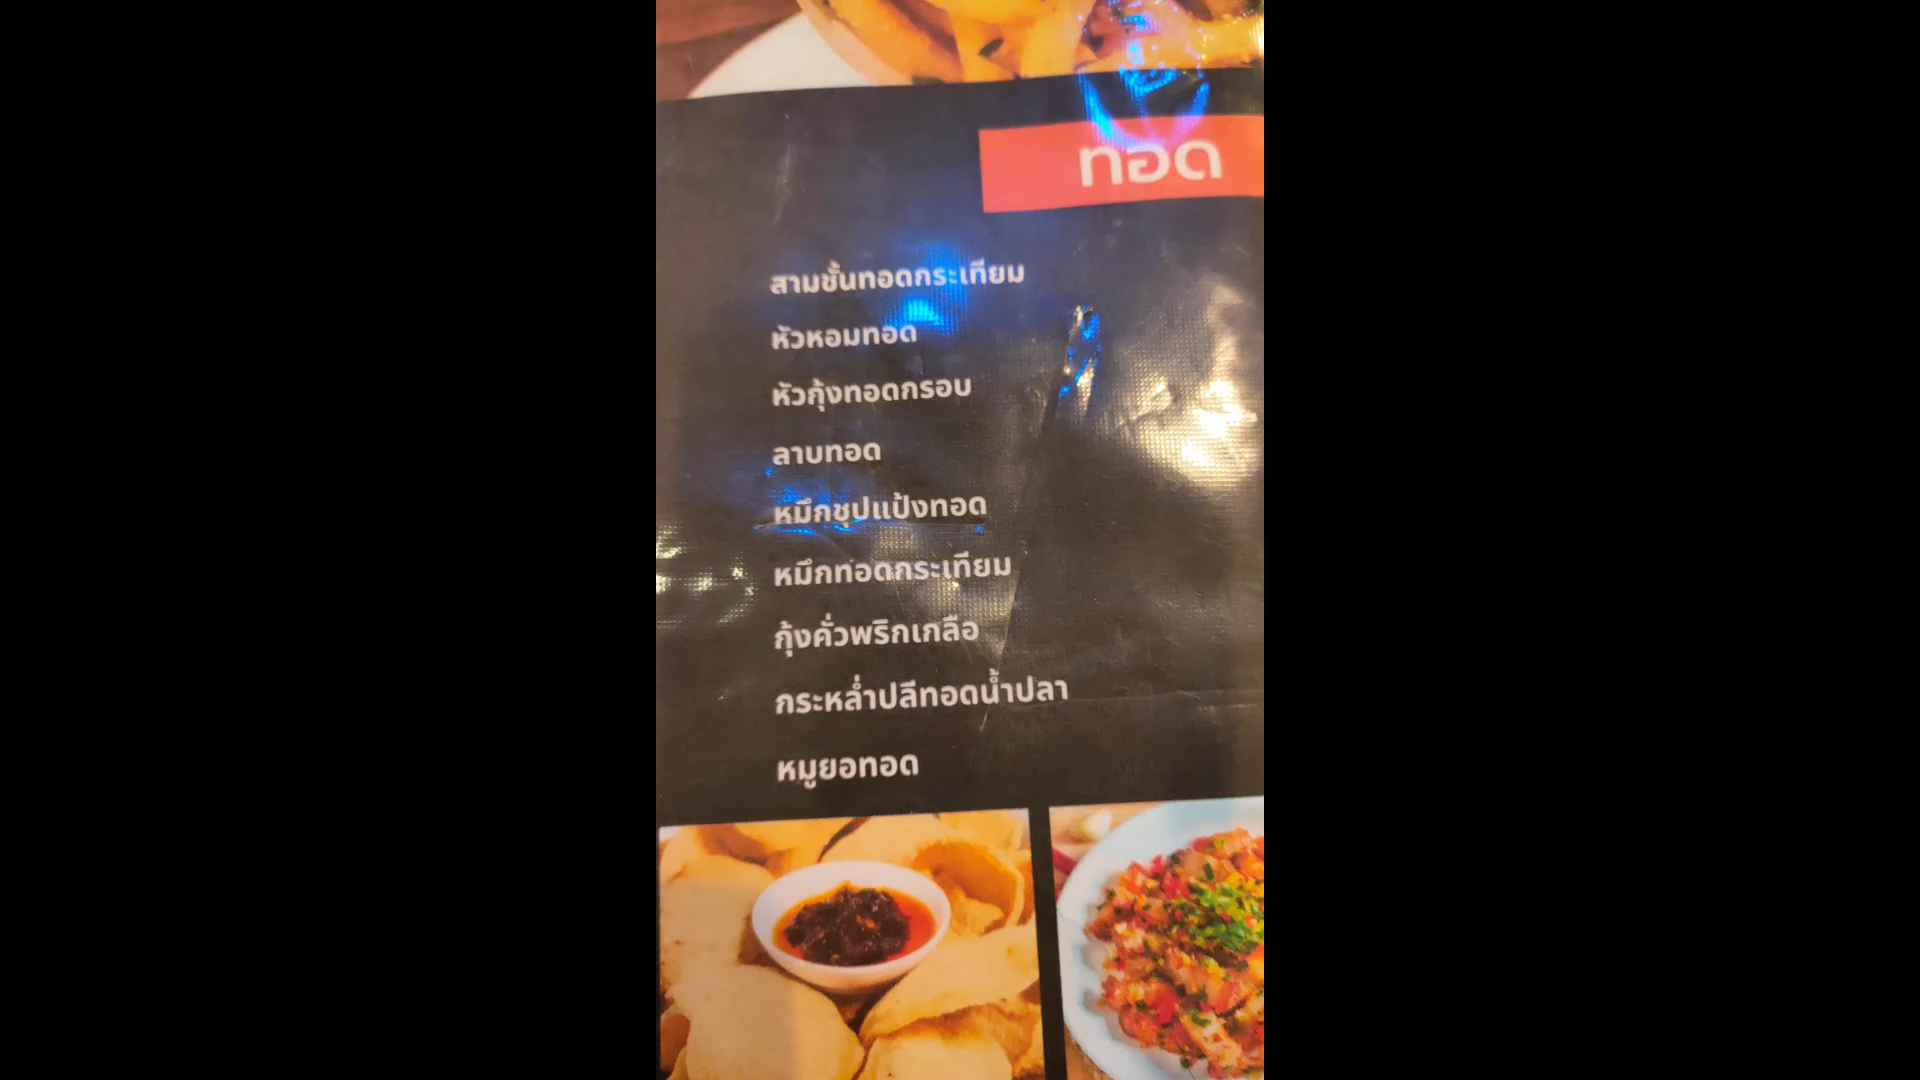 ทอด
สามชั้นทอดกระเทียม
หัวหอมทอด
หัวกุ้งทอดกรอบ
ลาบทอด
หมึกชุปแป้งทอด
หมึกทอดกระเทียม
กุ้งคั่วพริกเกลือ
กระหล่ำปลีทอดน้ำปลา
หมูยอทอด